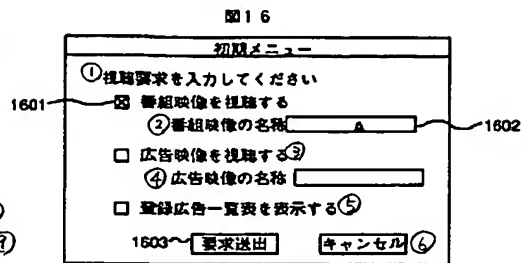 図16
初期メニュー
①視聴要求を入力してください
1601 ☒ 番組映像を視聴する
②番組映像の名称 A 1602
□ 広告映像を視聴する③
④広告映像の名称
□ 登録広告一覧表を表示する⑤
1603 要求送出 キャンセル⑥